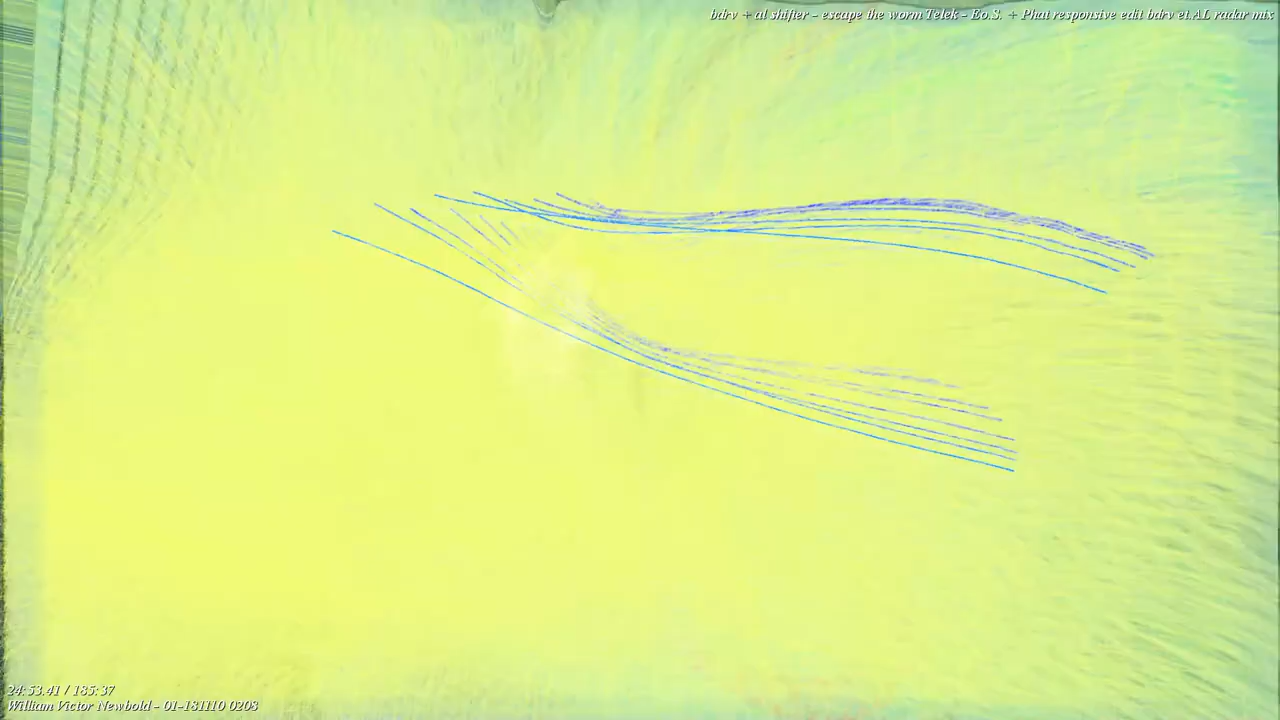 bdrv + al shifter - escape the worm Telek - Eo.S. + Phat responsive edit bdrv et.AL radar mix
24:53.41 / 185:37
William Victor Newbold - 01-181110 0208